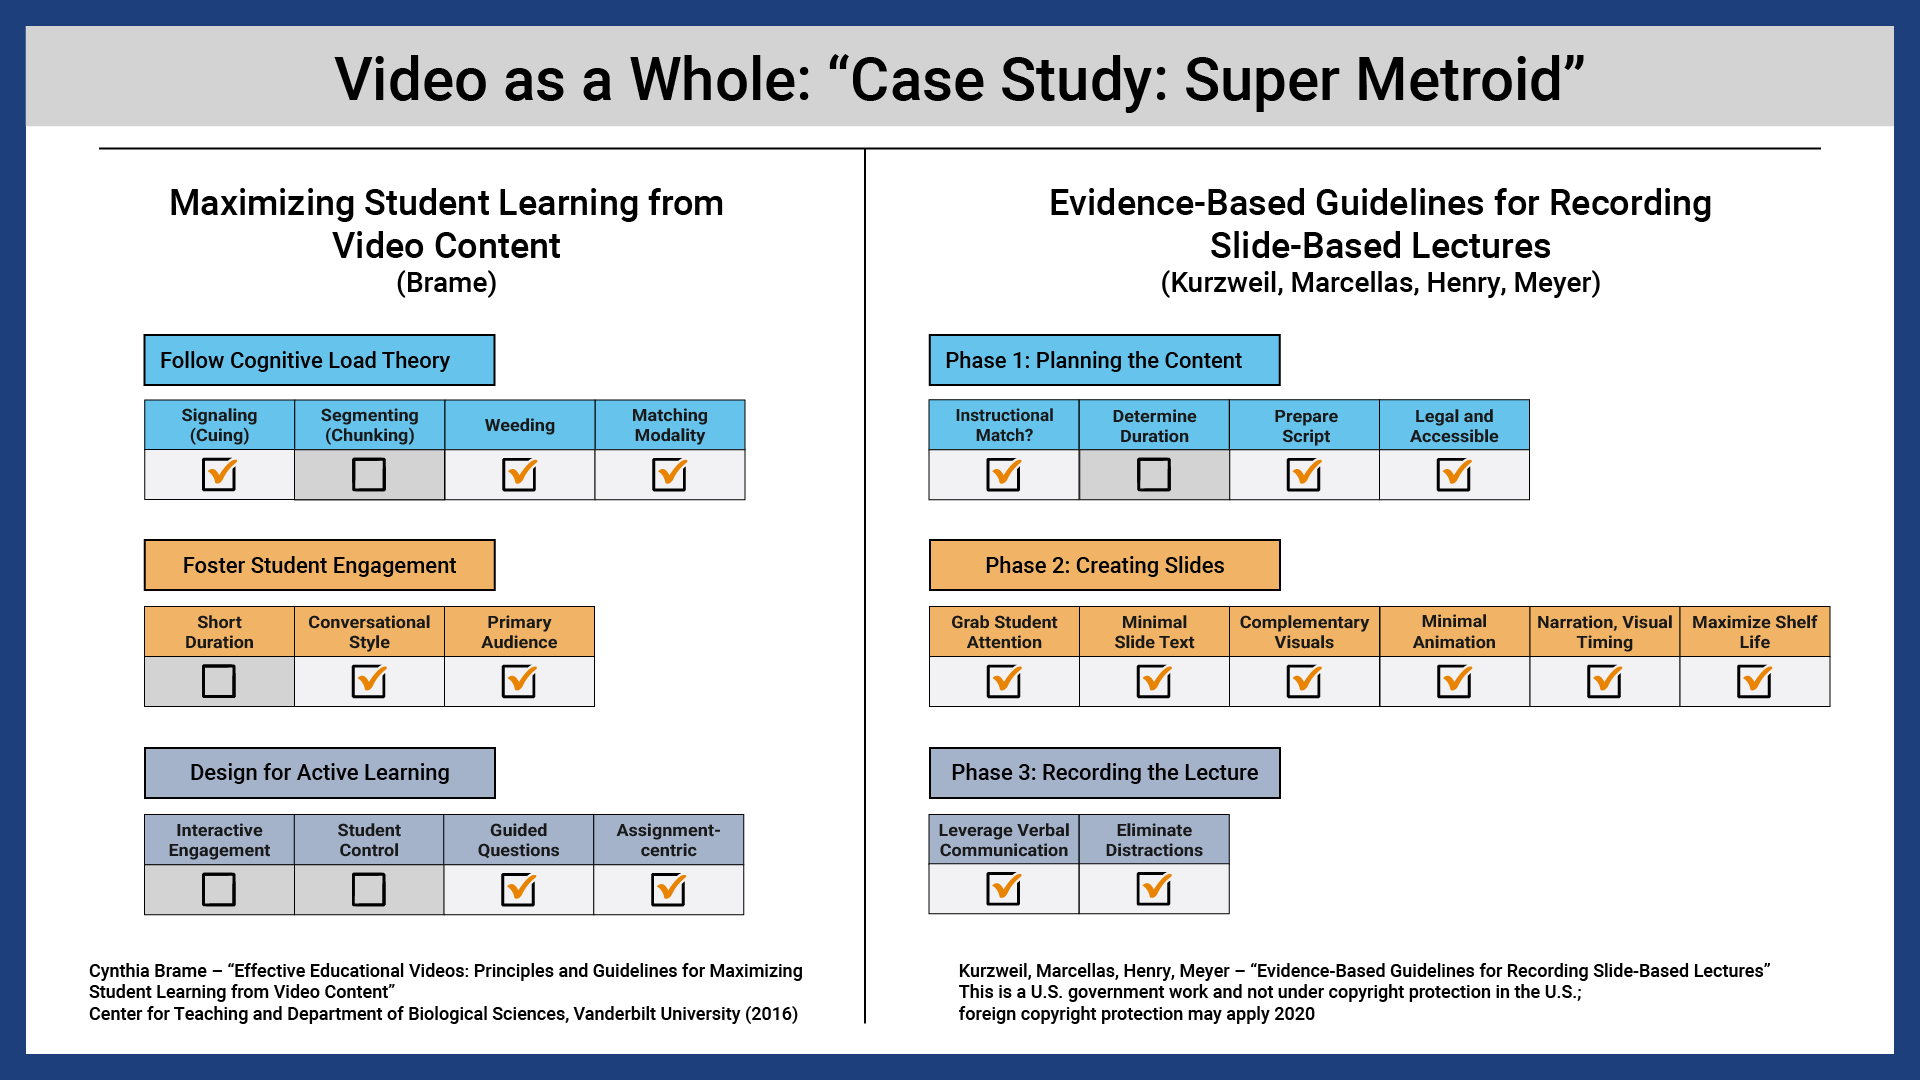 Video as a Whole: “Case Study: Super Metroid”
Maximizing Student Learning from
Video Content
(Brame)
Follow Cognitive Load Theory
Signaling
(Cuing)
Segmenting
(Chunking)
Weeding
Matching
Modality
Foster Student Engagement
Short
Duration
Conversational
Style
Primary
Audience
Design for Active Learning
Interactive
Engagement
Student
Control
Guided
Questions
Assignment-
centric
Cynthia Brame – “Effective Educational Videos: Principles and Guidelines for Maximizing
Student Learning from Video Content”
Center for Teaching and Department of Biological Sciences, Vanderbilt University (2016)
Evidence-Based Guidelines for Recording
Slide-Based Lectures
(Kurzweil, Marcellas, Henry, Meyer)
Phase 1: Planning the Content
Instructional
Match?
Determine
Duration
Prepare
Script
Legal and
Accessible
Phase 2: Creating Slides
Grab Student
Attention
Minimal
Slide Text
Complementary
Visuals
Minimal
Animation
Narration, Visual
Timing
Maximize Shelf
Life
Phase 3: Recording the Lecture
Leverage Verbal
Communication
Eliminate
Distractions
Kurzweil, Marcellas, Henry, Meyer – “Evidence-Based Guidelines for Recording Slide-Based Lectures”
This is a U.S. government work and not under copyright protection in the U.S.;
foreign copyright protection may apply 2020